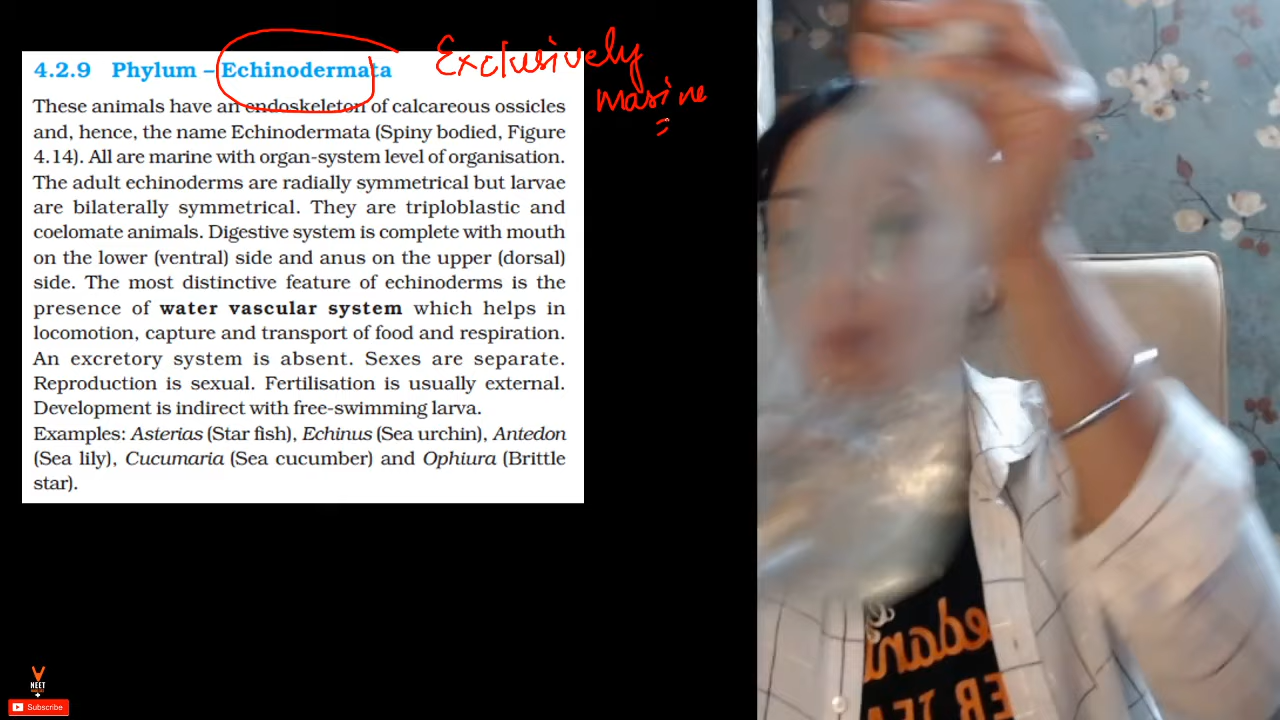 4.2.9 Phylum – Echinodermata
Exclusively
marine
These animals have an endoskeleton of calcareous ossicles
and, hence, the name Echinodermata (Spiny bodied, Figure
4.14). All are marine with organ-system level of organisation.
The adult echinoderms are radially symmetrical but larvae
are bilaterally symmetrical. They are triploblastic and
coelomate animals. Digestive system is complete with mouth
on the lower (ventral) side and anus on the upper (dorsal)
side. The most distinctive feature of echinoderms is the
presence of water vascular system which helps in
locomotion, capture and transport of food and respiration.
An excretory system is absent. Sexes are separate.
Reproduction is sexual. Fertilisation is usually external.
Development is indirect with free-swimming larva.
Examples: Asterias (Star fish), Echinus (Sea urchin), Antedon
(Sea lily), Cucumaria (Sea cucumber) and Ophiura (Brittle
star).
NEET
Subscribe